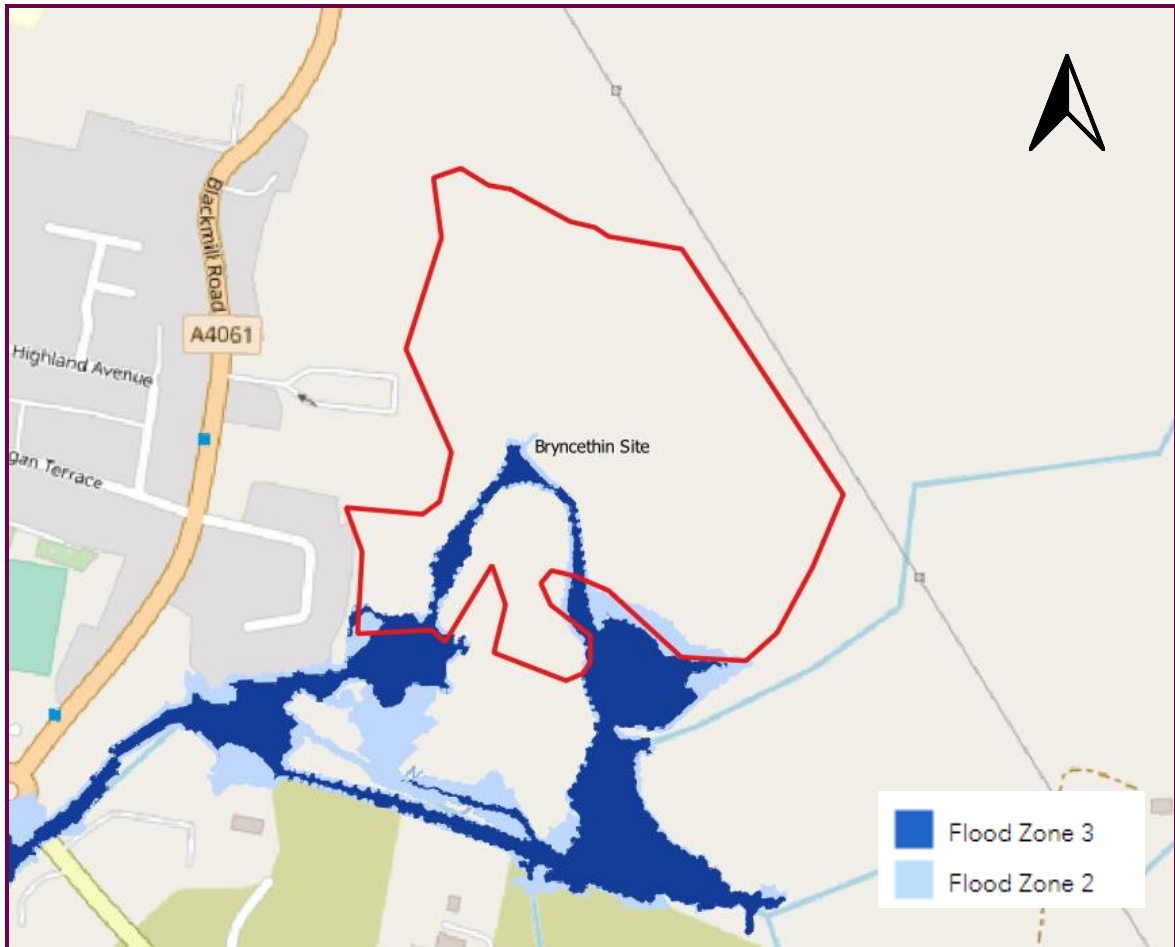 Blackmill Road
A4061
Highland Avenue
gan Terrace
Bryncethin Site
Flood Zone 3
Flood Zone 2